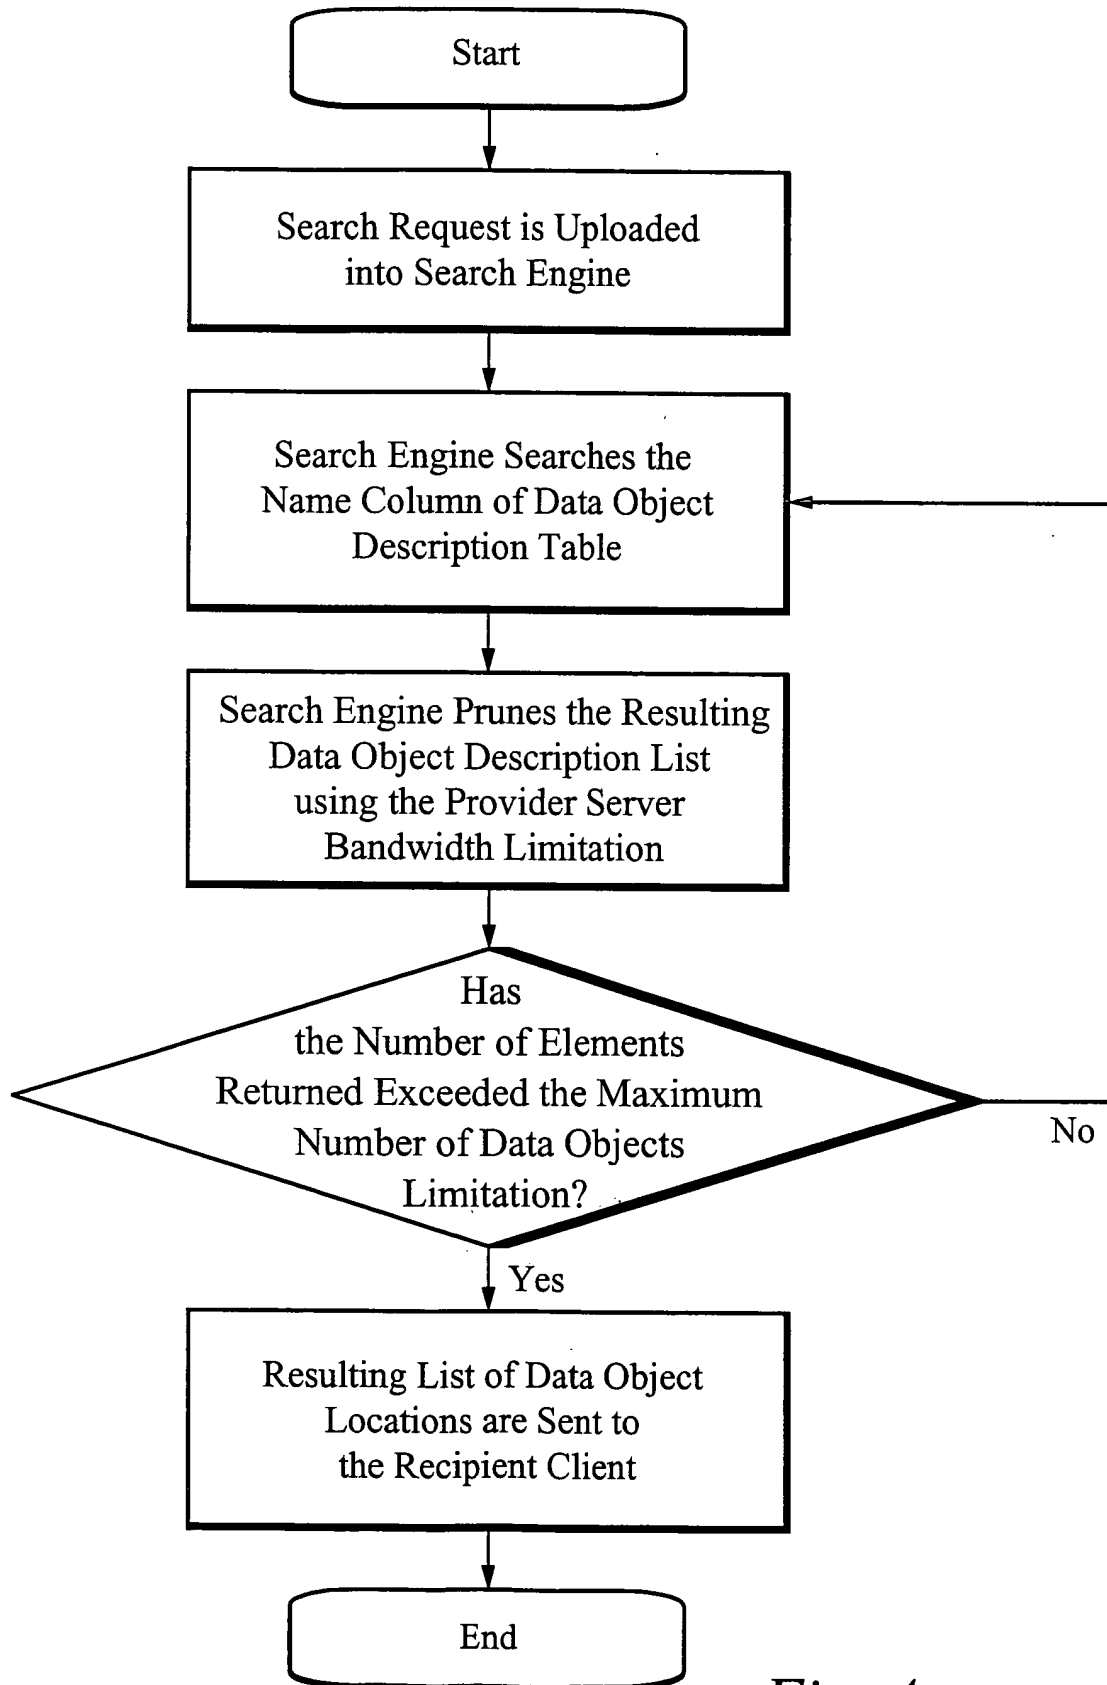 Start
Search Request is Uploaded
into Search Engine
Search Engine Searches the
Name Column of Data Object
Description Table
Search Engine Prunes the Resulting
Data Object Description List
using the Provider Server
Bandwidth Limitation
Has
the Number of Elements
Returned Exceeded the Maximum
Number of Data Objects
Limitation?
No
Yes
Resulting List of Data Object
Locations are Sent to
the Recipient Client
End